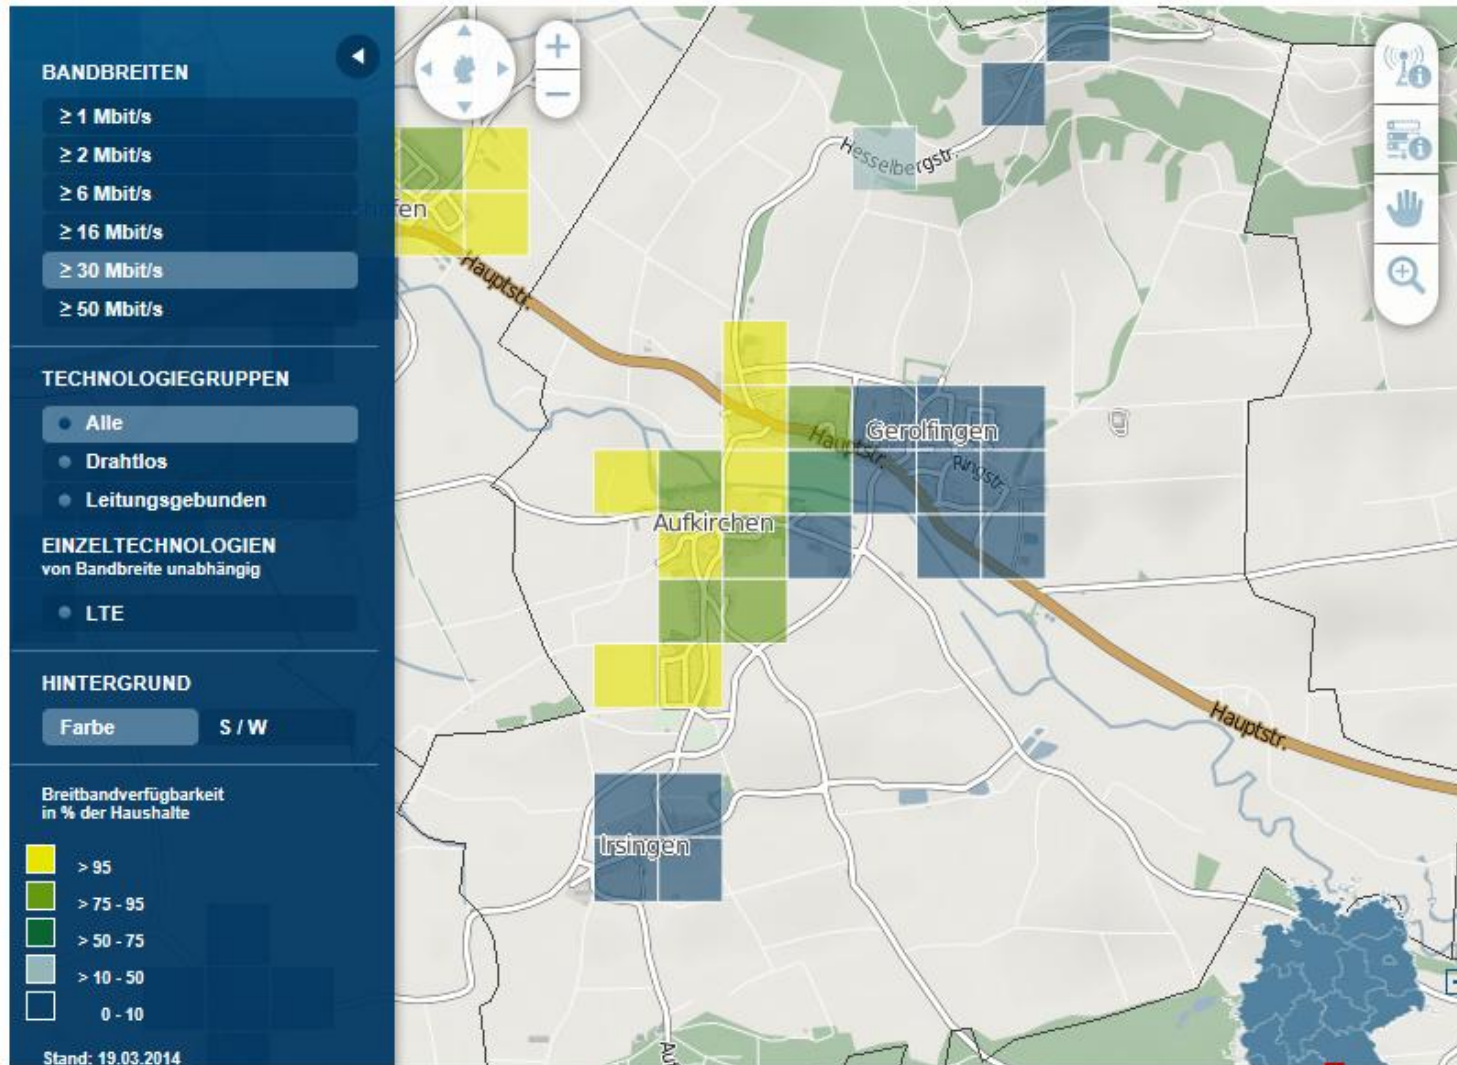 BANDBREITEN
≥ 1 Mbit/s
≥ 2 Mbit/s
≥ 6 Mbit/s
≥ 16 Mbit/s
≥ 30 Mbit/s
≥ 50 Mbit/s
TECHNOLOGIEGRUPPEN
Alle
Drahtlos
Leitungsgebunden
EINZELTECHNOLOGIEN
von Bandbreite unabhängig
LTE
HINTERGRUND
Farbe S / W
Breitbandverfügbarkeit
in % der Haushalte
> 95
> 75 - 95
> 50 - 75
> 10 - 50
0 - 10
Stand: 19.03.2014
Hesselbergstr.
Hauptstr.
Gerolfingen
Hauptstr.
Ringstr.
Aufkirchen
Hauptstr.
Irsingen